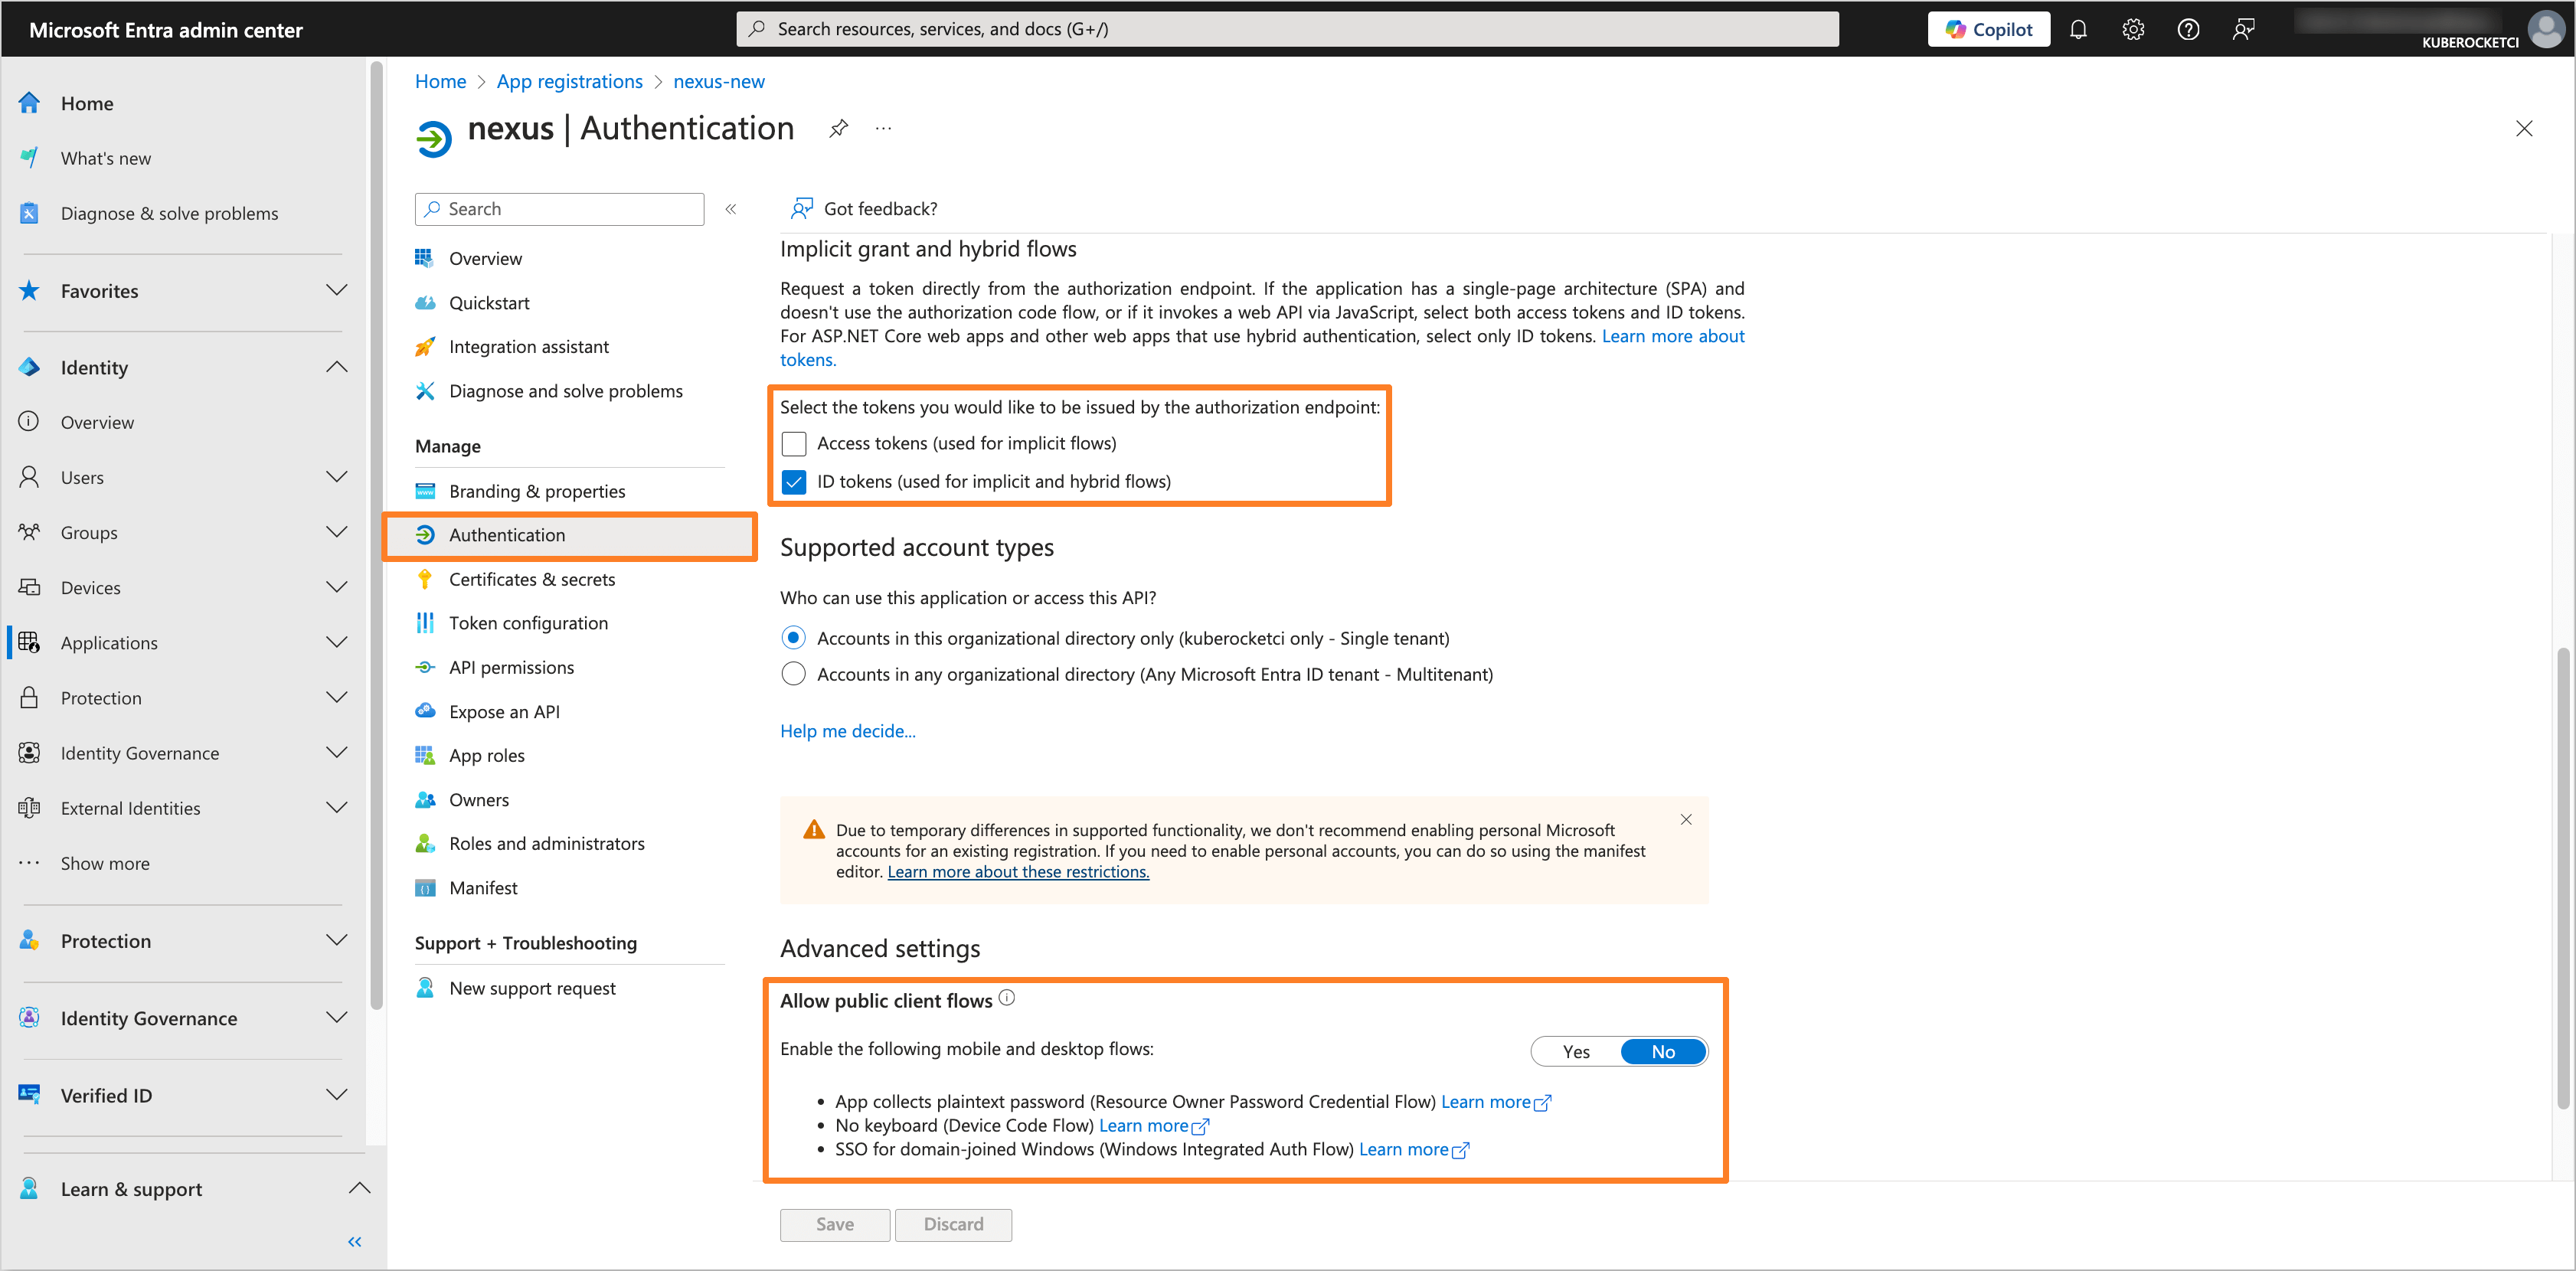 Microsoft Entra admin center
Search resources, services, and docs (G+/)
Copilot
KUBEROCKETCI
Home
What's new
Diagnose & solve problems
Favorites
Identity
Overview
Users
Groups
Devices
Applications
Protection
Identity Governance
External Identities
Show more
Protection
Identity Governance
Verified ID
Learn & support
Home > App registrations > nexus-new
nexus | Authentication
Search
Overview
Quickstart
Integration assistant
Diagnose and solve problems
Manage
Branding & properties
Authentication
Certificates & secrets
Token configuration
API permissions
Expose an API
App roles
Owners
Roles and administrators
Manifest
Support + Troubleshooting
New support request
Got feedback?
Implicit grant and hybrid flows
Request a token directly from the authorization endpoint. If the application has a single-page architecture (SPA) and
doesn't use the authorization code flow, or if it invokes a web API via JavaScript, select both access tokens and ID tokens.
For ASP.NET Core web apps and other web apps that use hybrid authentication, select only ID tokens. Learn more about
tokens.
Select the tokens you would like to be issued by the authorization endpoint:
Access tokens (used for implicit flows)
ID tokens (used for implicit and hybrid flows)
Supported account types
Who can use this application or access this API?
Accounts in this organizational directory only (kuberocketci only - Single tenant)
Accounts in any organizational directory (Any Microsoft Entra ID tenant - Multitenant)
Help me decide...
Due to temporary differences in supported functionality, we don't recommend enabling personal Microsoft
accounts for an existing registration. If you need to enable personal accounts, you can do so using the manifest
editor. Learn more about these restrictions.
Advanced settings
Allow public client flows
Enable the following mobile and desktop flows:
Yes No
• App collects plaintext password (Resource Owner Password Credential Flow) Learn more
• No keyboard (Device Code Flow) Learn more
• SSO for domain-joined Windows (Windows Integrated Auth Flow) Learn more
Save Discard